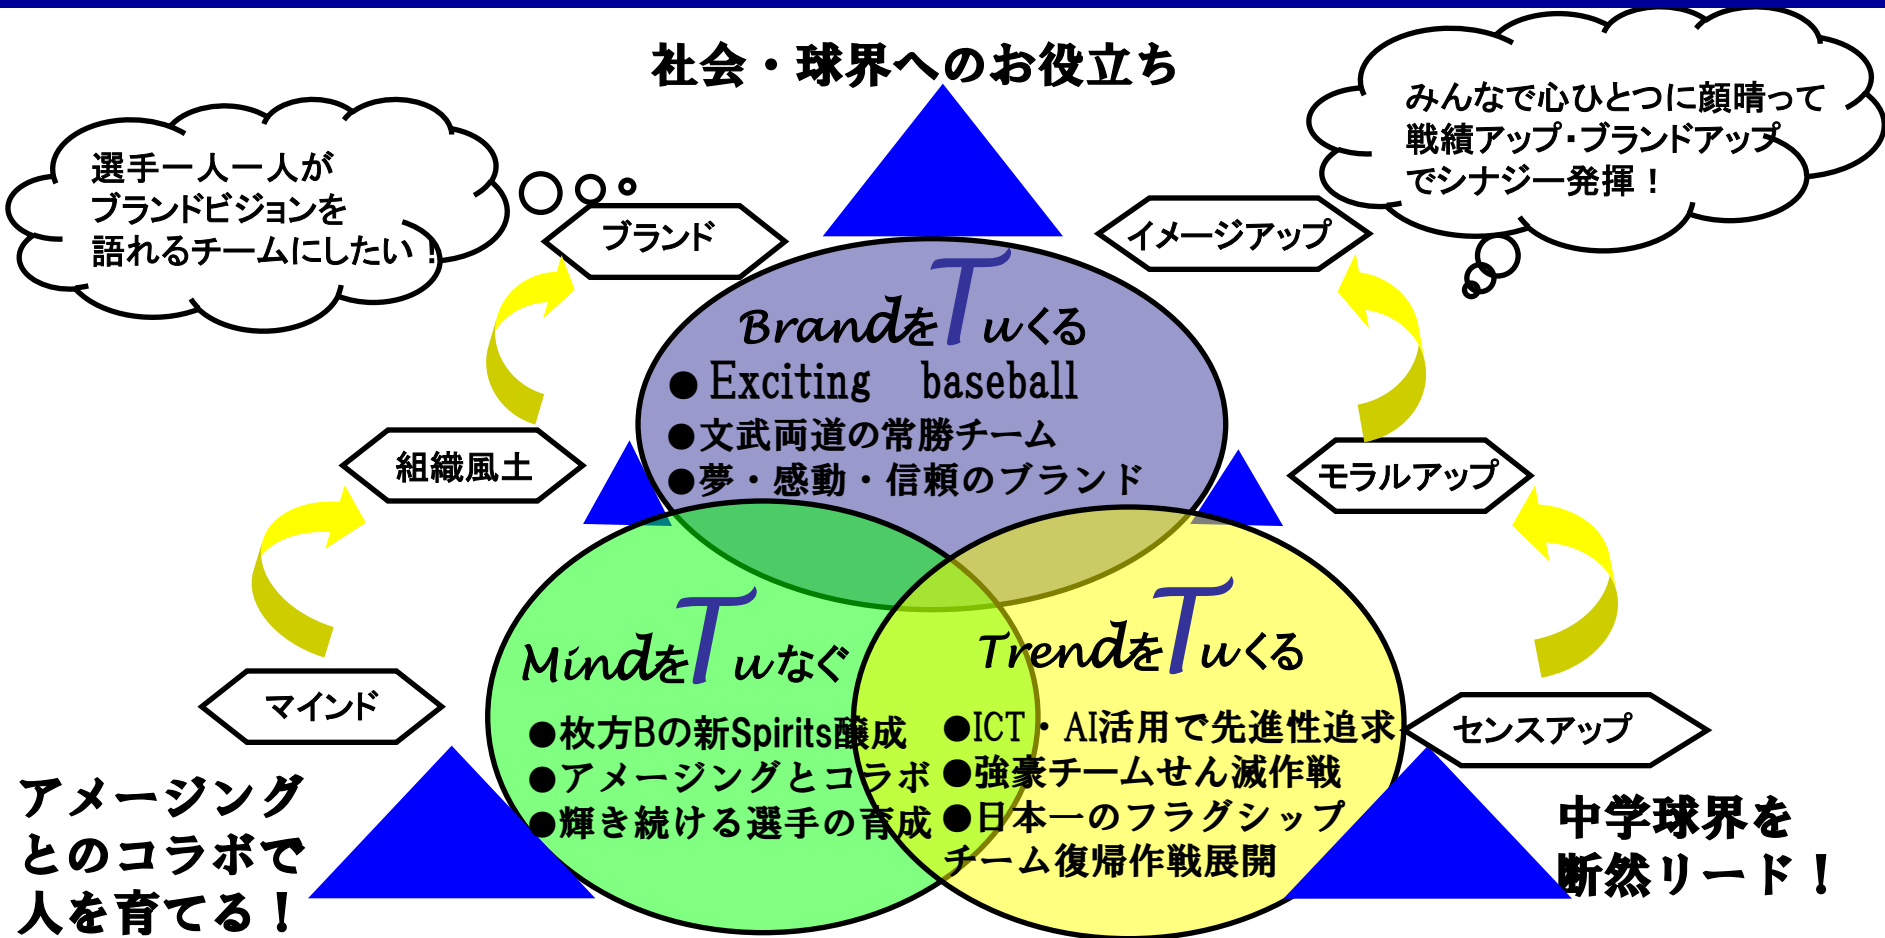 社会・球界へのお役立ち
みんなで心ひとつに顔晴って
戦績アップ・ブランドアップ
でシナジー発揮！
選手一人一人が
ブランドビジョンを
語れるチームにしたい！
ブランド
イメージアップ
BrandをTuくる
●Exciting　baseball
●文武両道の常勝チーム
●夢・感動・信頼のブランド
組織風土
モラルアップ
MindをTuなぐ
●枚方Bの新Spirits醸成
●アメージングとコラボ
●輝き続ける選手の育成
TrendをTuくる
●ICT・AI活用で先進性追求
●強豪チームせん滅作戦
●日本一のフラグシップ
チーム復帰作戦展開
マインド
センスアップ
アメージング
とのコラボで
人を育てる！
中学球界を
断然リード！